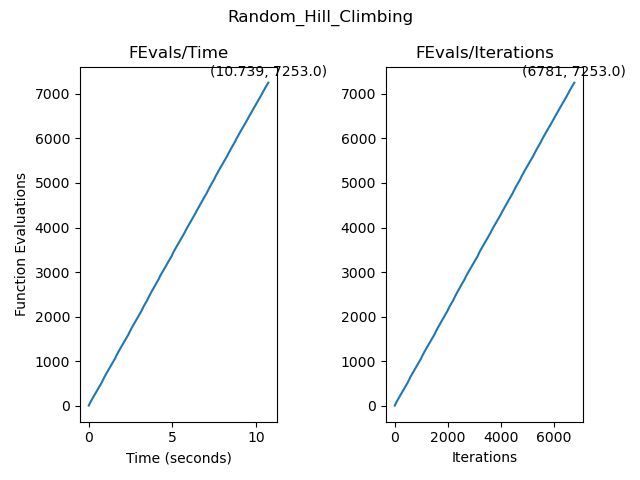 Random_Hill_Climbing
FEvals/Time
(10.739, 7253.0)
7000
6000
5000
4000
3000
2000
1000
0
Function Evaluations
0 5 10
Time (seconds)
FEvals/Iterations
(6781, 7253.0)
7000
6000
5000
4000
3000
2000
1000
0
0 2000 4000 6000
Iterations